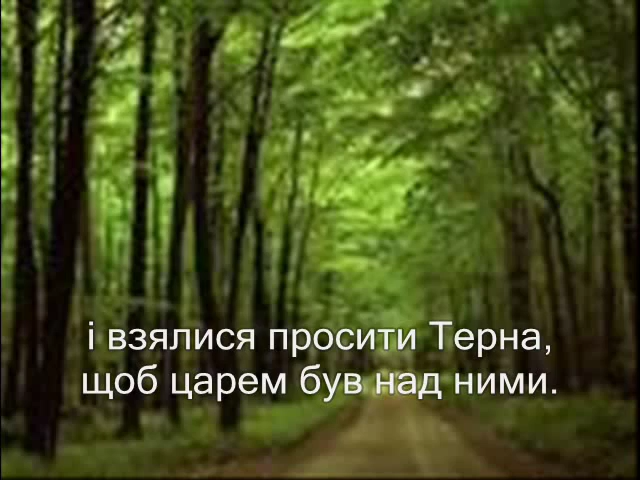 і взялися просити Терна,
щоб царем був над ними.